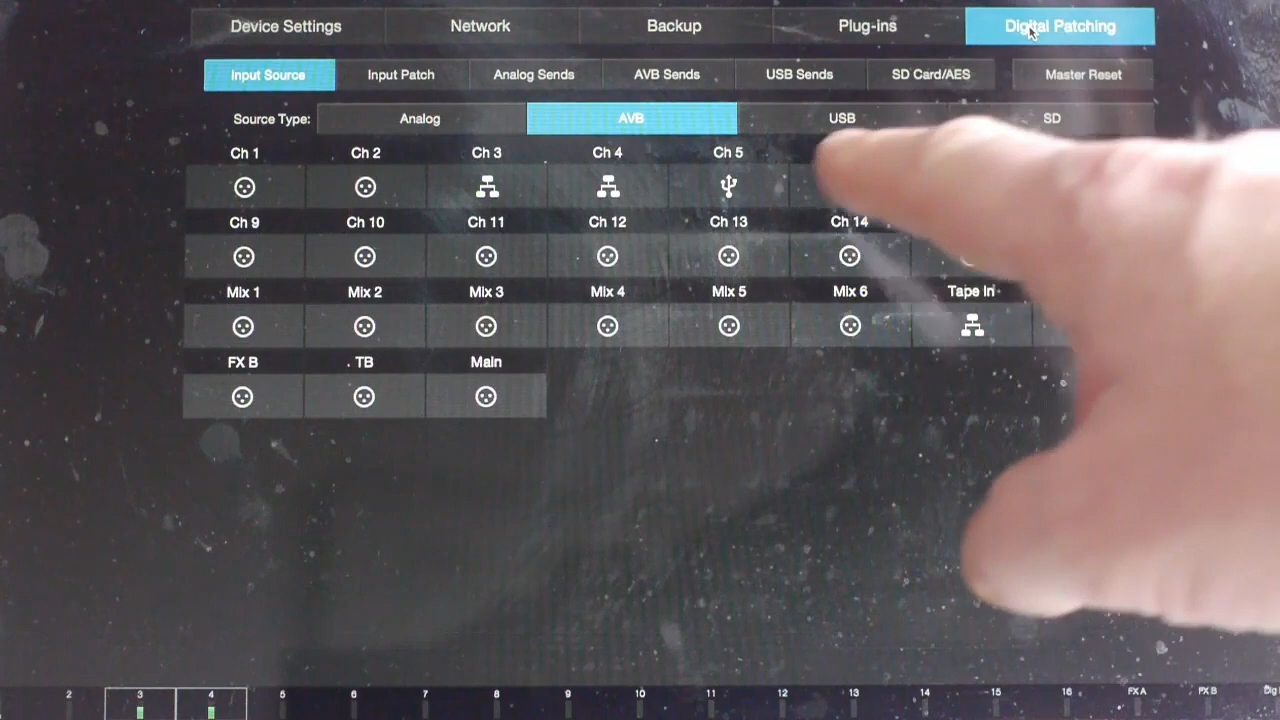 Device Settings Network Backup Plug-ins Digital Patching
Input Source Input Patch Analog Sends AVB Sends USB Sends SD Card/AES Master Reset
Source Type: Analog AVB USB SD
Ch 1 Ch 2 Ch 3 Ch 4 Ch 5
Ch 9 Ch 10 Ch 11 Ch 12 Ch 13 Ch 14
Mix 1 Mix 2 Mix 3 Mix 4 Mix 5 Mix 6 Tape In
FX B TB Main
2 3 4 5 6 7 8 9 10 11 12 13 14 15 16 FX A FX B Dig